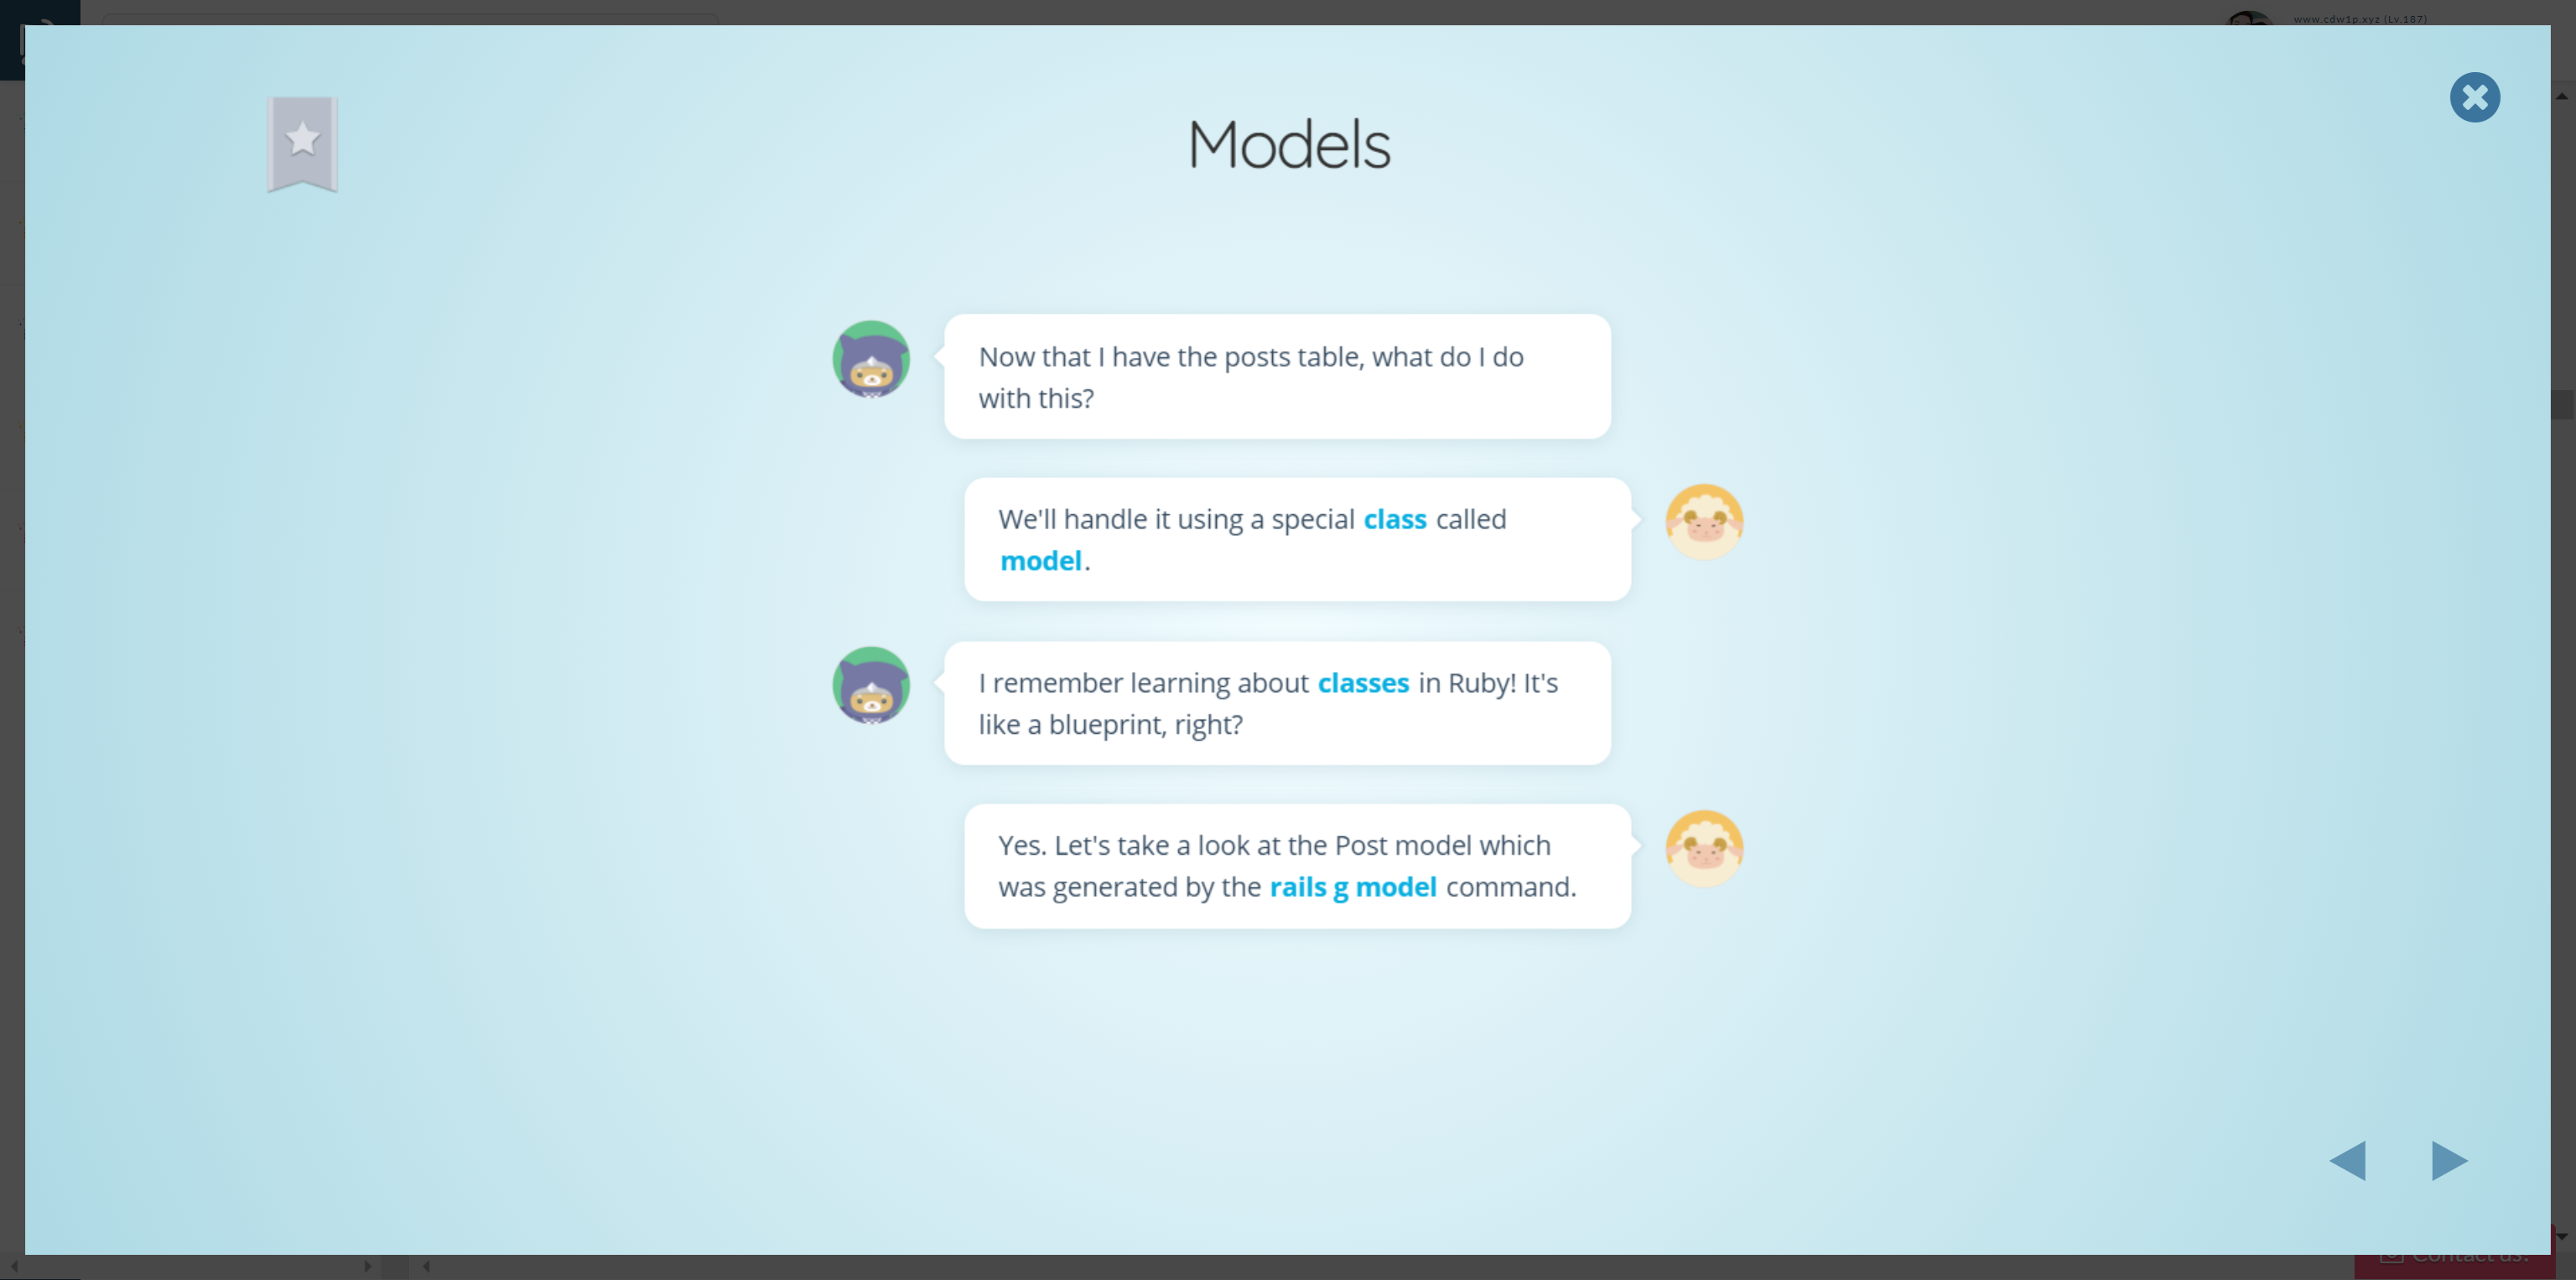 www.cdw1p.xyz (Lv.187)
Models
Now that I have the posts table, what do I do
with this?
We'll handle it using a special class called
model.
I remember learning about classes in Ruby! It's
like a blueprint, right?
Yes. Let's take a look at the Post model which
was generated by the rails g model command.
Contact us!